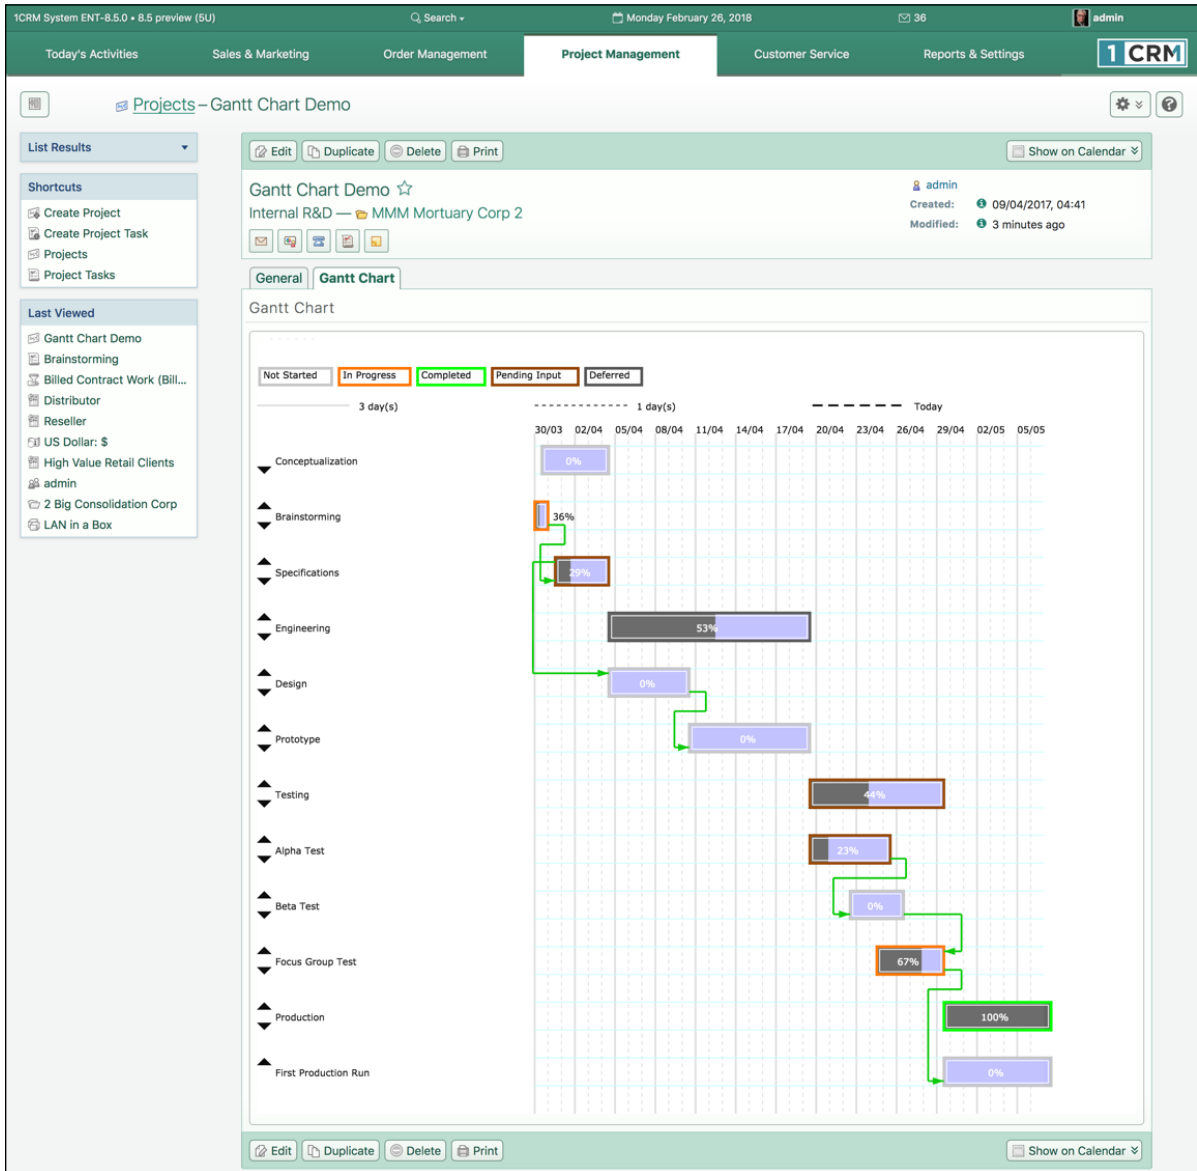 1CRM System ENT-8.5.0 • 8.5 preview (5U) Search Monday February 26, 2018 36 admin
Today's Activities Sales & Marketing Order Management Project Management Customer Service Reports & Settings 1 CRM
Projects – Gantt Chart Demo
List Results
Edit Duplicate Delete Print Show on Calendar
Shortcuts
Create Project
Create Project Task
Projects
Project Tasks
Gantt Chart Demo
Internal R&D — MMM Mortuary Corp 2
admin
Created: 09/04/2017, 04:41
Modified: 3 minutes ago
General Gantt Chart
Last Viewed
Gantt Chart Demo
Brainstorming
Billed Contract Work (Bill...
Distributor
Reseller
US Dollar: $
High Value Retail Clients
admin
2 Big Consolidation Corp
LAN in a Box
Gantt Chart
Not Started In Progress Completed Pending Input Deferred
3 day(s) 1 day(s) Today
30/03 02/04 05/04 08/04 11/04 14/04 17/04 20/04 23/04 26/04 29/04 02/05 05/05
Conceptualization 0%
Brainstorming 36%
Specifications 29%
Engineering 53%
Design 0%
Prototype 0%
Testing 44%
Alpha Test 23%
Beta Test 0%
Focus Group Test 67%
Production 100%
First Production Run 0%
Edit Duplicate Delete Print Show on Calendar